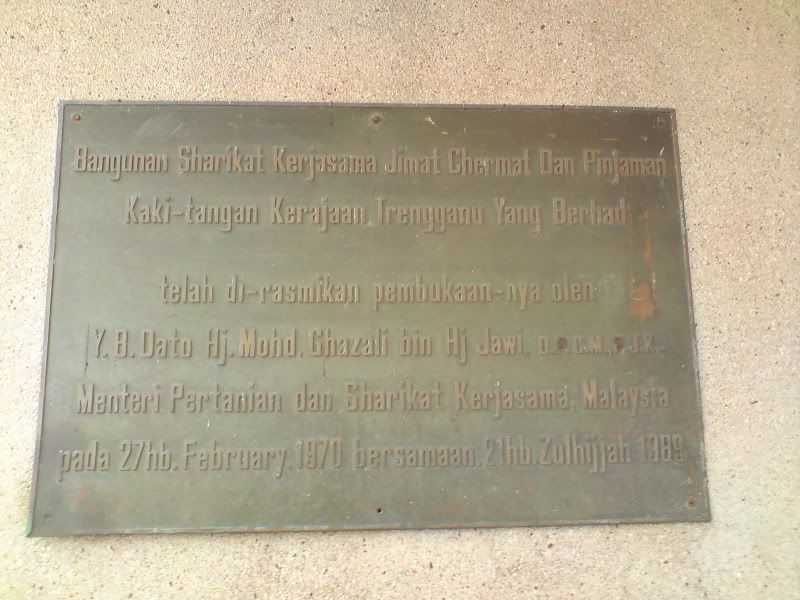 Bangunan Sharikat Kerjasama Jimat Chermat Dan Pinjaman
Kaki-tangan Kerajaan Trengganu Yang Berhad
telah di-rasmikan pembukaan-nya oleh
Y. B. Dato Hj. Mohd. Ghazali bin Hj Jawi,
Menteri Pertanian dan Sharikat Kerjasama, Malaysia
pada 27hb. February, 1970 bersamaan, 21hb. Zulhijjah 1389